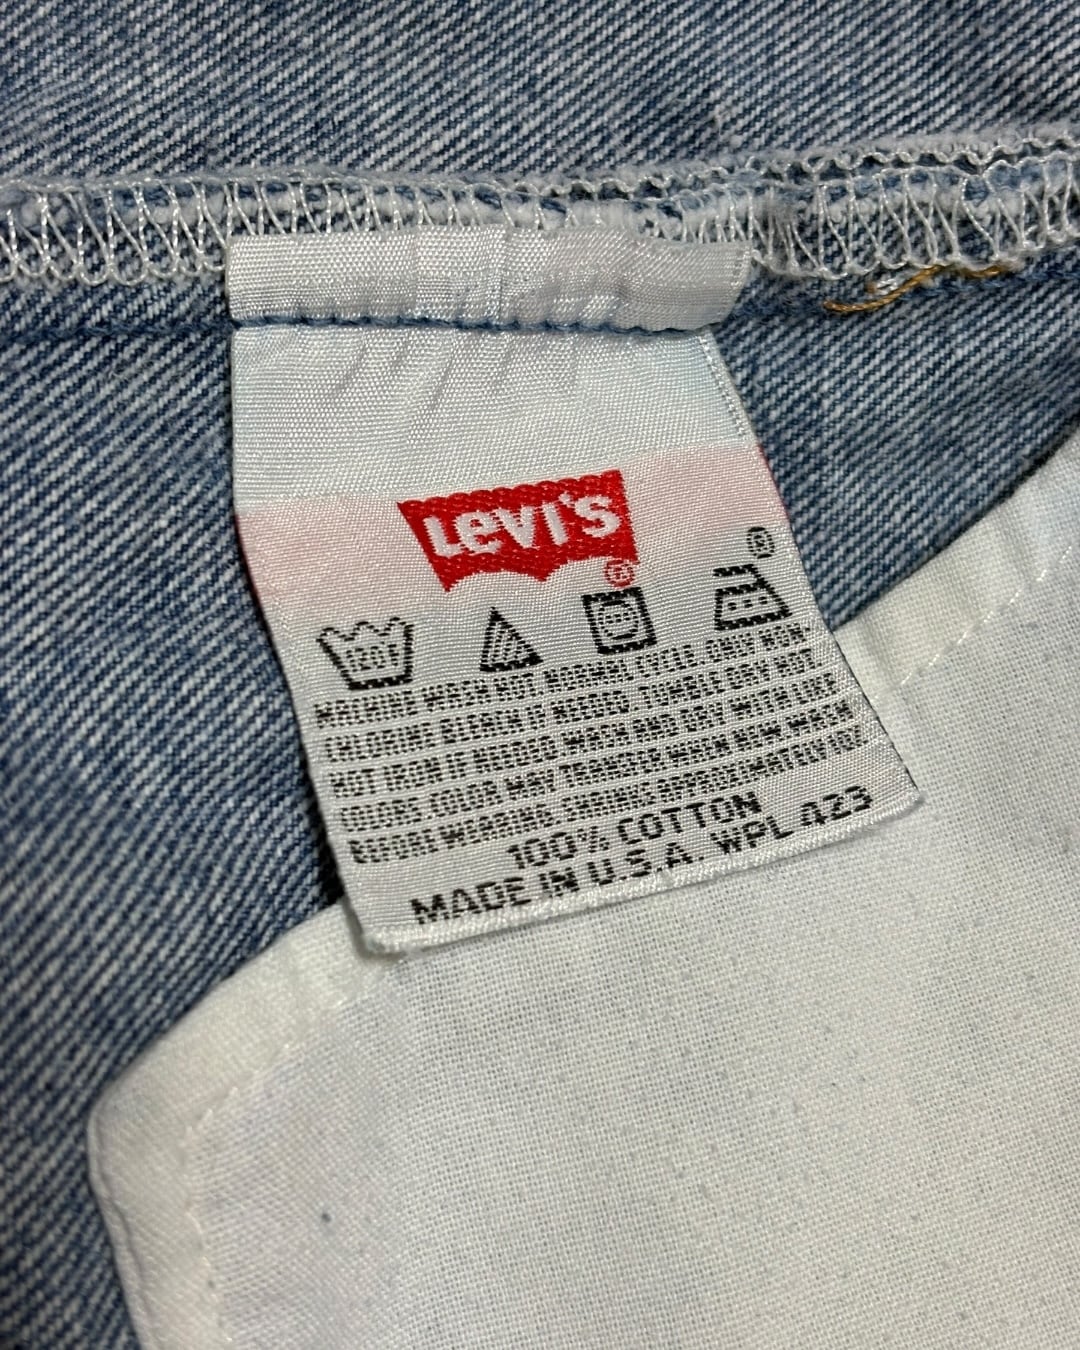 LEVI'S
®
120F
MACHINE WASH HOT. NORMAL CYCLE. ONLY NON-
CHLORINE BLEACH IF NEEDED. TUMBLE DRY HOT.
HOT IRON IF NEEDED. WASH AND DRY WITH LIKE
COLORS. COLOR MAY TRANSFER WHEN NEW. WASH
BEFORE WEARING. SHRINKS APPROXIMATELY 10%
100% COTTON
MADE IN U.S.A. WPL 423